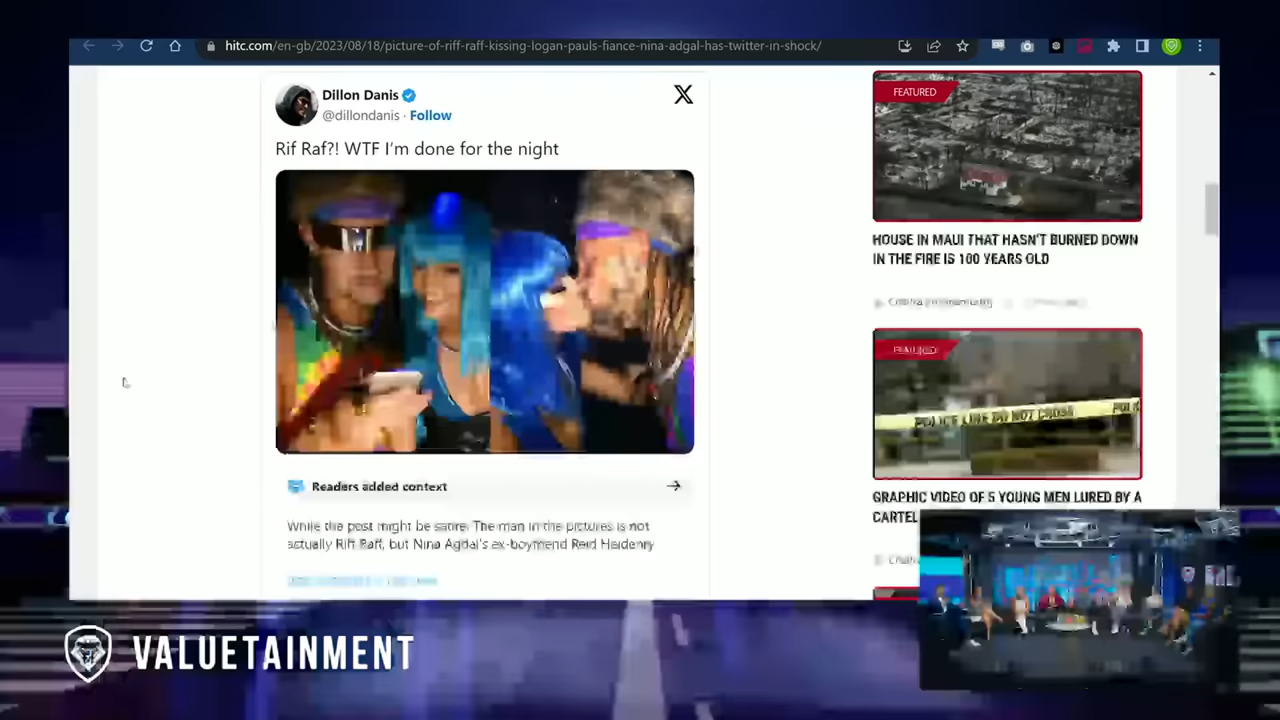 hitc.com/en-gb/2023/08/18/picture-of-riff-raff-kissing-logan-pauls-fiance-nina-adgal-has-twitter-in-shock/
Dillon Danis
@dillondanis · Follow
Rif Raf?! WTF I'm done for the night
Readers added context
While the post might be satire. The man in the pictures is not
actually Riff Raff, but Nina Agdal's ex-boyfriend Reid Heidenry
FEATURED
HOUSE IN MAUI THAT HASN'T BURNED DOWN
IN THE FIRE IS 100 YEARS OLD
FEATURED
POLICE LINE DO NOT CROSS
GRAPHIC VIDEO OF 5 YOUNG MEN LURED BY A
CARTEL
VALUETAINMENT